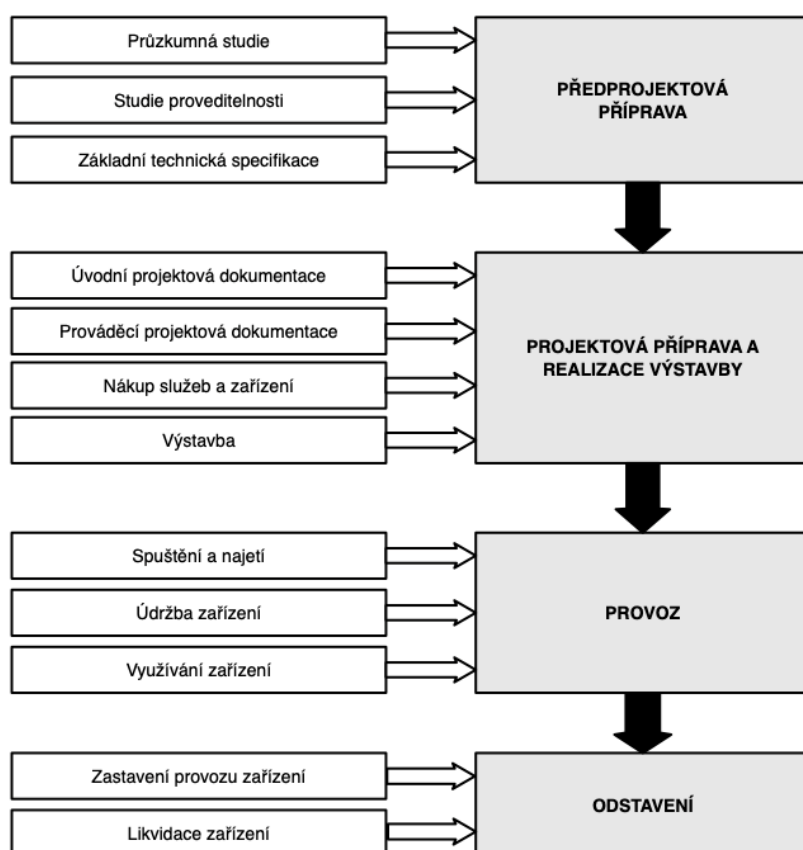 Průzkumná studie
Studie proveditelnosti
Základní technická specifikace
PŘEDPROJEKTOVÁ
PŘÍPRAVA
Úvodní projektová dokumentace
Prováděcí projektová dokumentace
Nákup služeb a zařízení
Výstavba
PROJEKTOVÁ PŘÍPRAVA A
REALIZACE VÝSTAVBY
Spuštění a najetí
Údržba zařízení
Využívání zařízení
PROVOZ
Zastavení provozu zařízení
Likvidace zařízení
ODSTAVENÍ